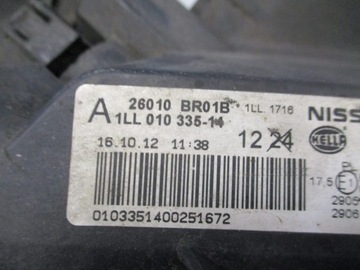 26010 BR01B 1LL 1716 NISS
A 1LL 010 335-14
16.10.12 11:38 12 24 HELLA
17,5 E1
0103351400251672 2905
2906